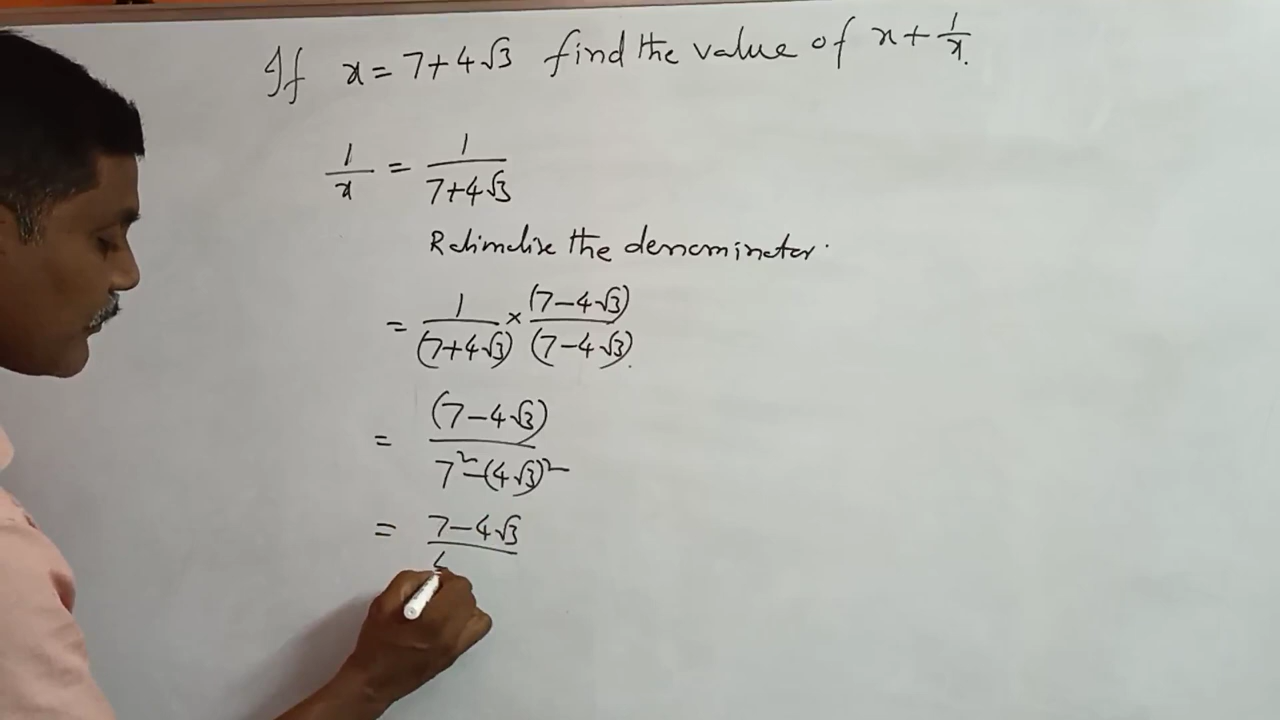 If x = 7+4√3 find the value of x + 1/x.
1/x = 1/(7+4√3)
Rationalise the denominator.
= 1/(7+4√3) × (7-4√3)/(7-4√3).
= (7-4√3)/(7²-(4√3)²)
= 7-4√3/4